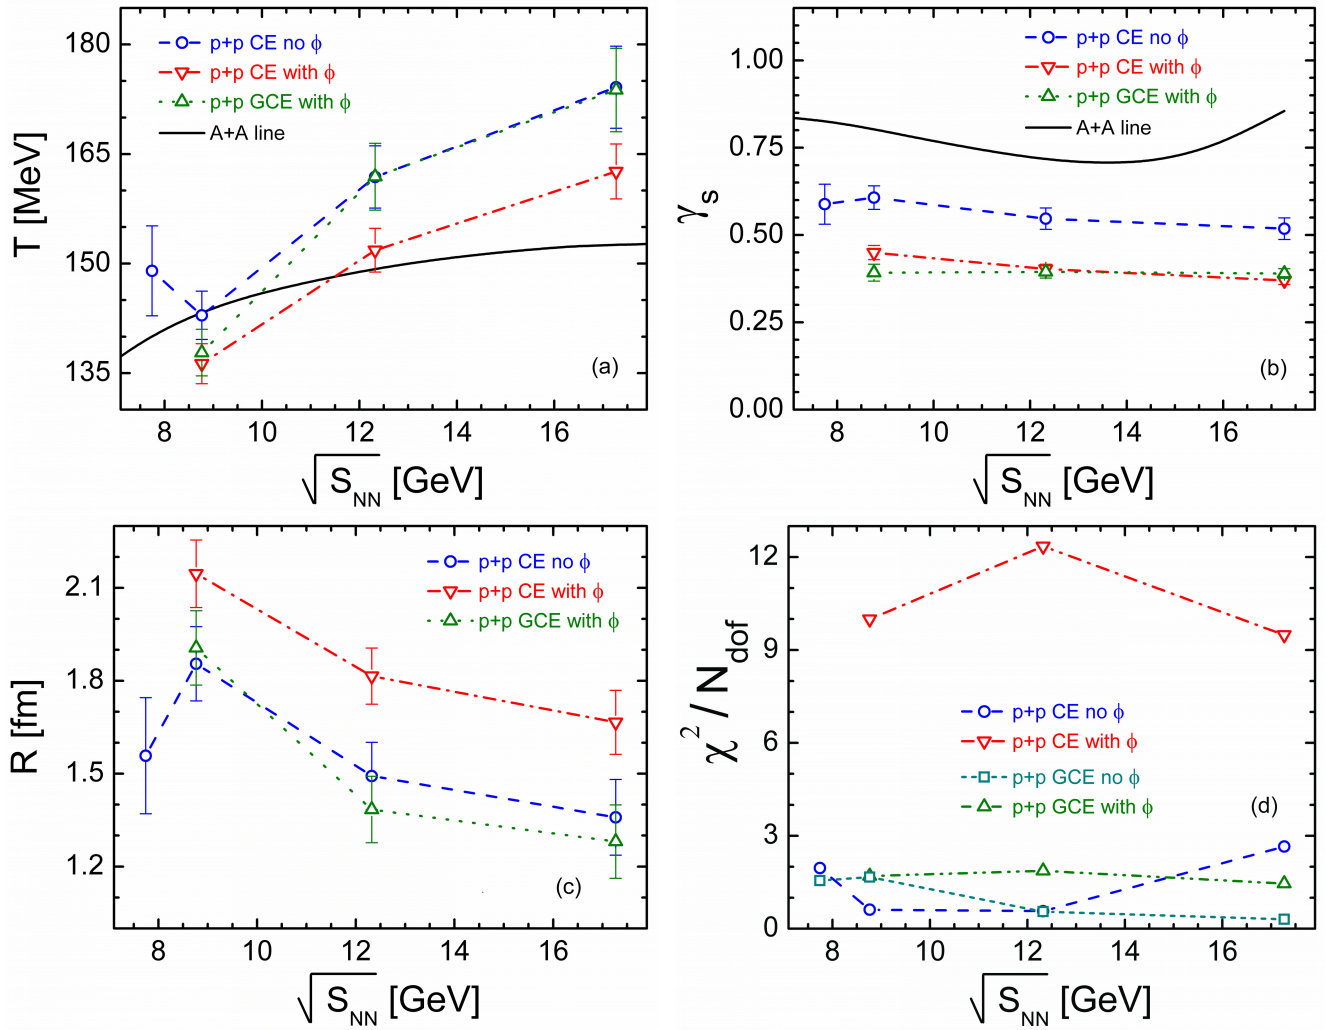 180
165
150
135
T [MeV]
p+p CE no ϕ
p+p CE with ϕ
p+p GCE with ϕ
A+A line
(a)
8 10 12 14 16
√S_NN [GeV]
1.00
0.75
0.50
0.25
0.00
γ_s
p+p CE no ϕ
p+p CE with ϕ
p+p GCE with ϕ
A+A line
(b)
8 10 12 14 16
√S_NN [GeV]
2.1
1.8
1.5
1.2
R [fm]
p+p CE no ϕ
p+p CE with ϕ
p+p GCE with ϕ
(c)
8 10 12 14 16
√S_NN [GeV]
12
9
6
3
0
χ² / N_dof
p+p CE no ϕ
p+p CE with ϕ
p+p GCE no ϕ
p+p GCE with ϕ
(d)
8 10 12 14 16
√S_NN [GeV]